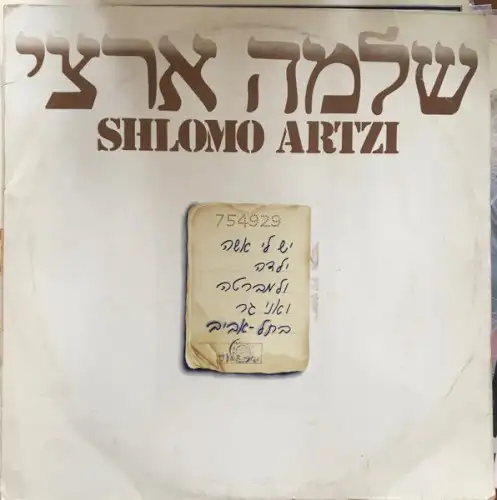 שלמה ארצי
SHLOMO ARTZI
754929
יש לי אשה
ילדה
ולמברטה
ואני גר
בתל-אביב